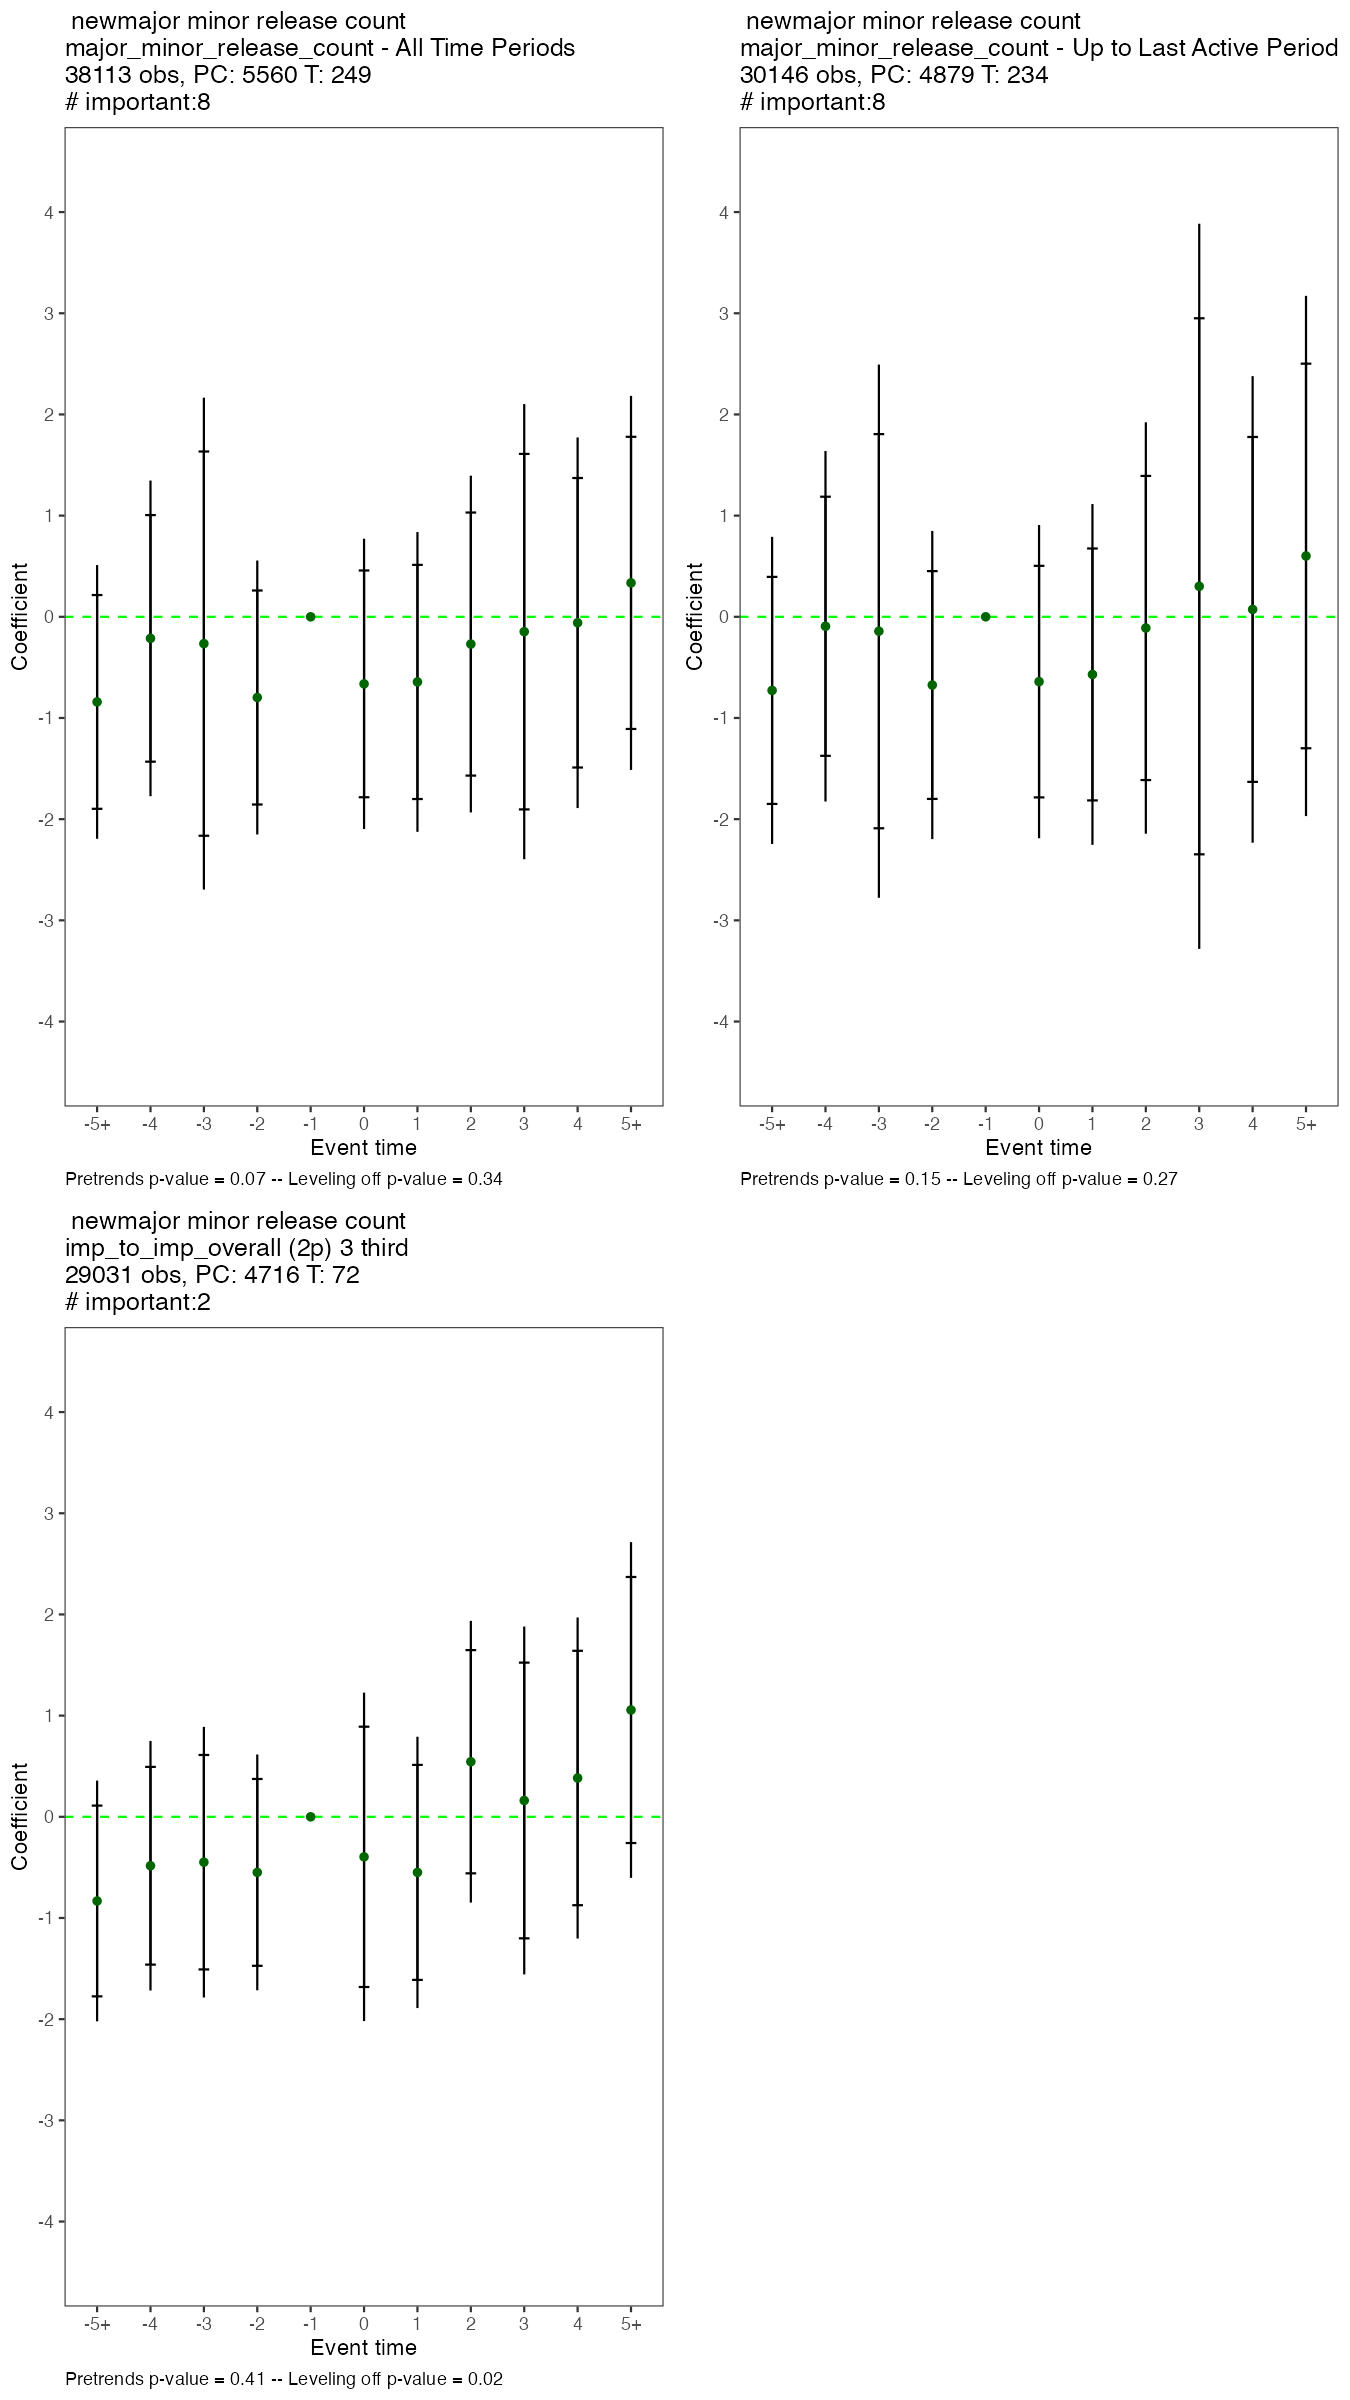 newmajor minor release count
major_minor_release_count - All Time Periods
38113 obs, PC: 5560 T: 249
# important:8
Coefficient
4
3
2
1
0
-1
-2
-3
-4
-5+ -4 -3 -2 -1 0 1 2 3 4 5+
Event time
Pretrends p-value = 0.07 -- Leveling off p-value = 0.34
newmajor minor release count
major_minor_release_count - Up to Last Active Period
30146 obs, PC: 4879 T: 234
# important:8
Coefficient
4
3
2
1
0
-1
-2
-3
-4
-5+ -4 -3 -2 -1 0 1 2 3 4 5+
Event time
Pretrends p-value = 0.15 -- Leveling off p-value = 0.27
newmajor minor release count
imp_to_imp_overall (2p) 3 third
29031 obs, PC: 4716 T: 72
# important:2
Coefficient
4
3
2
1
0
-1
-2
-3
-4
-5+ -4 -3 -2 -1 0 1 2 3 4 5+
Event time
Pretrends p-value = 0.41 -- Leveling off p-value = 0.02